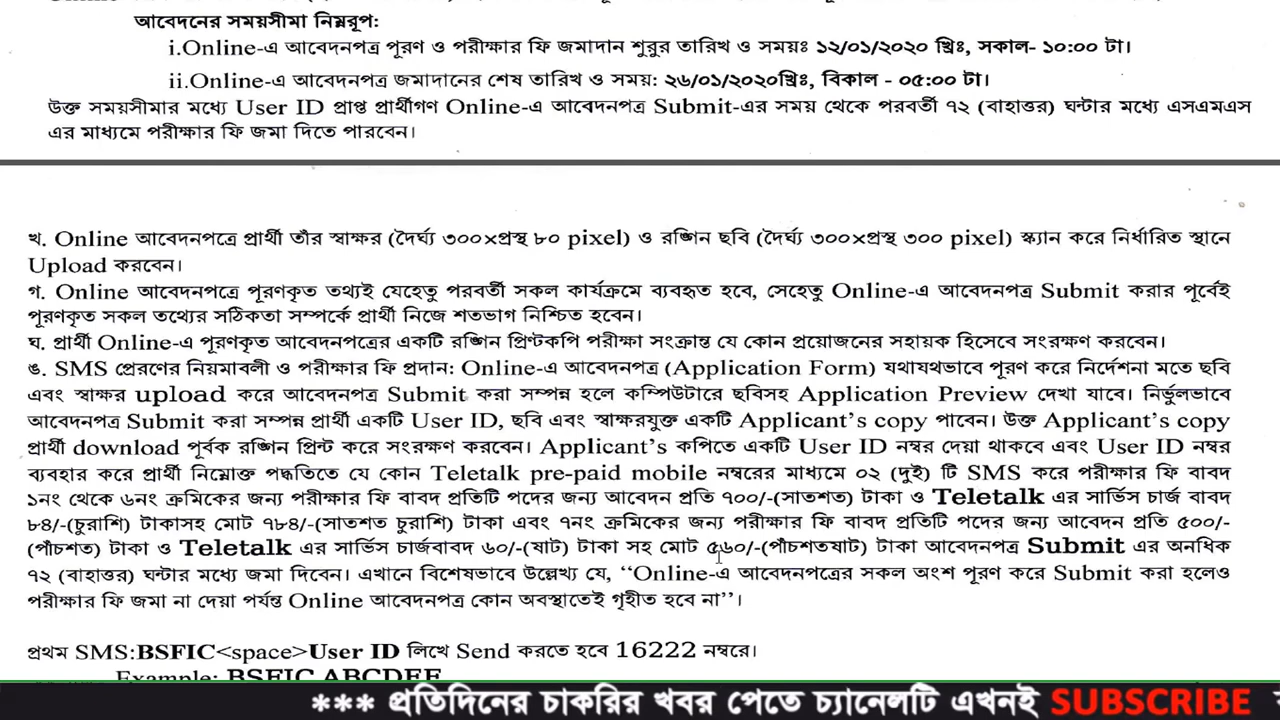 আবেদনের সময়সীমা নিম্নরূপ:
i.Online-এ আবেদনপত্র পূরণ ও পরীক্ষার ফি জমাদান শুরুর তারিখ ও সময়ঃ ১২/০১/২০২০ খ্রিঃ, সকাল- ১০:০০ টা।
ii.Online-এ আবেদনপত্র জমাদানের শেষ তারিখ ও সময়: ২৬/০১/২০২০খ্রিঃ, বিকাল - ০৫:০০ টা।
উক্ত সময়সীমার মধ্যে User ID প্রাপ্ত প্রার্থীগণ Online-এ আবেদনপত্র Submit-এর সময় থেকে পরবর্তী ৭২ (বাহাত্তর) ঘন্টার মধ্যে এসএমএস
এর মাধ্যমে পরীক্ষার ফি জমা দিতে পারবেন।
খ. Online আবেদনপত্রে প্রার্থী তাঁর স্বাক্ষর (দৈর্ঘ্য ৩০০xপ্রস্থ ৮০ pixel) ও রঙ্গিন ছবি (দৈর্ঘ্য ৩০০xপ্রস্থ ৩০০ pixel) স্ক্যান করে নির্ধারিত স্থানে
Upload করবেন।
গ. Online আবেদনপত্রে পূরণকৃত তথ্যই যেহেতু পরবর্তী সকল কার্যক্রমে ব্যবহৃত হবে, সেহেতু Online-এ আবেদনপত্র Submit করার পূর্বেই
পূরণকৃত সকল তথ্যের সঠিকতা সম্পর্কে প্রার্থী নিজে শতভাগ নিশ্চিত হবেন।
ঘ. প্রার্থী Online-এ পূরণকৃত আবেদনপত্রের একটি রঙ্গিন প্রিণ্টকপি পরীক্ষা সংক্রান্ত যে কোন প্রয়োজনের সহায়ক হিসেবে সংরক্ষণ করবেন।
ঙ. SMS প্রেরণের নিয়মাবলী ও পরীক্ষার ফি প্রদান: Online-এ আবেদনপত্র (Application Form) যথাযথভাবে পূরণ করে নির্দেশনা মতে ছবি
এবং স্বাক্ষর upload করে আবেদনপত্র Submit করা সম্পন্ন হলে কম্পিউটারে ছবিসহ Application Preview দেখা যাবে। নির্ভুলভাবে
আবেদনপত্র Submit করা সম্পন্ন প্রার্থী একটি User ID, ছবি এবং স্বাক্ষরযুক্ত একটি Applicant's copy পাবেন। উক্ত Applicant's copy
প্রার্থী download পূর্বক রঙ্গিন প্রিন্ট করে সংরক্ষণ করবেন। Applicant's কপিতে একটি User ID নম্বর দেয়া থাকবে এবং User ID নম্বর
ব্যবহার করে প্রার্থী নিম্নোক্ত পদ্ধতিতে যে কোন Teletalk pre-paid mobile নম্বরের মাধ্যমে ০২ (দুই) টি SMS করে পরীক্ষার ফি বাবদ
১নং থেকে ৬নং ক্রমিকের জন্য পরীক্ষার ফি বাবদ প্রতিটি পদের জন্য আবেদন প্রতি ৭০০/-(সাতশত) টাকা ও Teletalk এর সার্ভিস চার্জ বাবদ
৮৪/-(চুরাশি) টাকাসহ মোট ৭৮৪/-(সাতশত চুরাশি) টাকা এবং ৭নং ক্রমিকের জন্য পরীক্ষার ফি বাবদ প্রতিটি পদের জন্য আবেদন প্রতি ৫০০/-
(পাঁচশত) টাকা ও Teletalk এর সার্ভিস চার্জবাবদ ৬০/-(ষাট) টাকা সহ মোট ৫৬০/-(পাঁচশতষাট) টাকা আবেদনপত্র Submit এর অনধিক
৭২ (বাহাত্তর) ঘন্টার মধ্যে জমা দিবেন। এখানে বিশেষভাবে উল্লেখ্য যে, "Online-এ আবেদনপত্রের সকল অংশ পূরণ করে Submit করা হলেও
পরীক্ষার ফি জমা না দেয়া পর্যন্ত Online আবেদনপত্র কোন অবস্থাতেই গৃহীত হবে না"।
প্রথম SMS:BSFIC<space>User ID লিখে Send করতে হবে 16222 নম্বরে।
Example: BSFIC ABCDEF
*** প্রতিদিনের চাকরির খবর পেতে চ্যানেলটি এখনই SUBSCRIBE